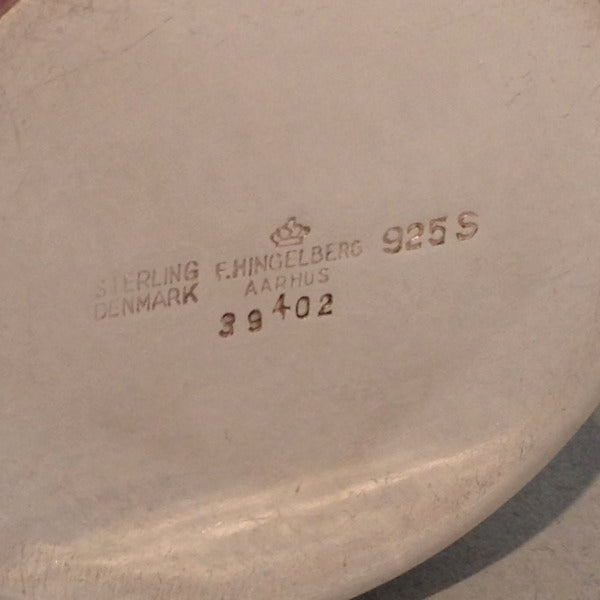 STERLING
DENMARK
F.HINGELBERG
AARHUS
39402
925S